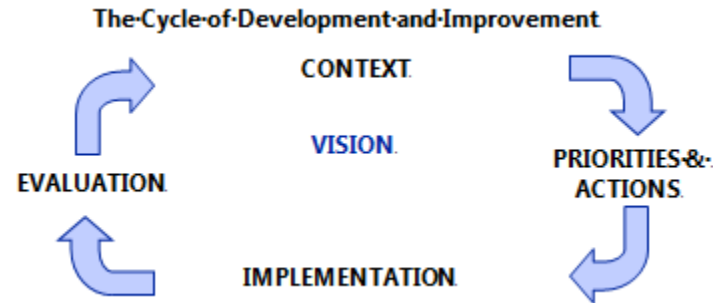 The·Cycle·of·Development·and·Improvement
CONTEXT
VISION
PRIORITIES·&·
ACTIONS
EVALUATION
IMPLEMENTATION